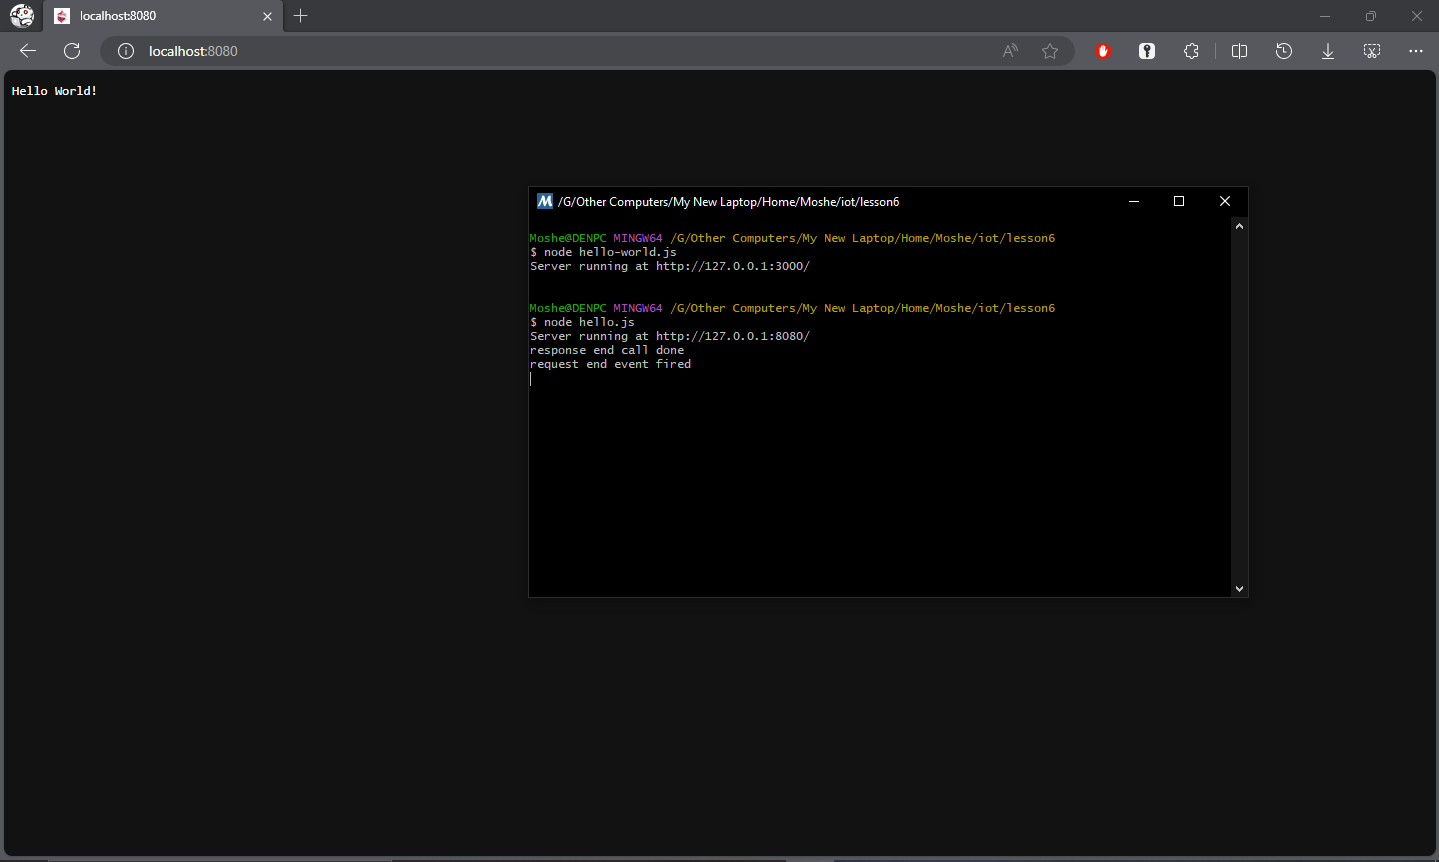 localhost:8080
localhost:8080
Hello World!
/G/Other Computers/My New Laptop/Home/Moshe/iot/lesson6
Moshe@DENPC MINGW64 /G/Other Computers/My New Laptop/Home/Moshe/iot/lesson6
$ node hello-world.js
Server running at http://127.0.0.1:3000/
Moshe@DENPC MINGW64 /G/Other Computers/My New Laptop/Home/Moshe/iot/lesson6
$ node hello.js
Server running at http://127.0.0.1:8080/
response end call done
request end event fired